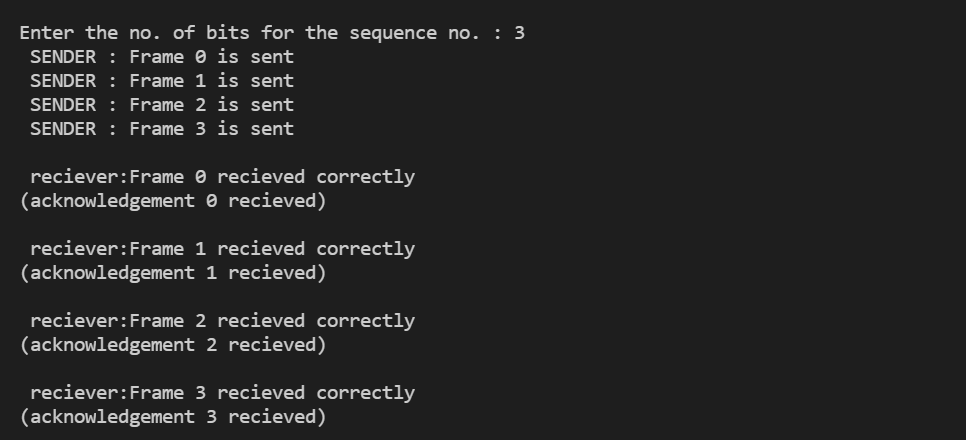 Enter the no. of bits for the sequence no. : 3
SENDER : Frame 0 is sent
SENDER : Frame 1 is sent
SENDER : Frame 2 is sent
SENDER : Frame 3 is sent
reciever:Frame 0 recieved correctly
(acknowledgement 0 recieved)
reciever:Frame 1 recieved correctly
(acknowledgement 1 recieved)
reciever:Frame 2 recieved correctly
(acknowledgement 2 recieved)
reciever:Frame 3 recieved correctly
(acknowledgement 3 recieved)